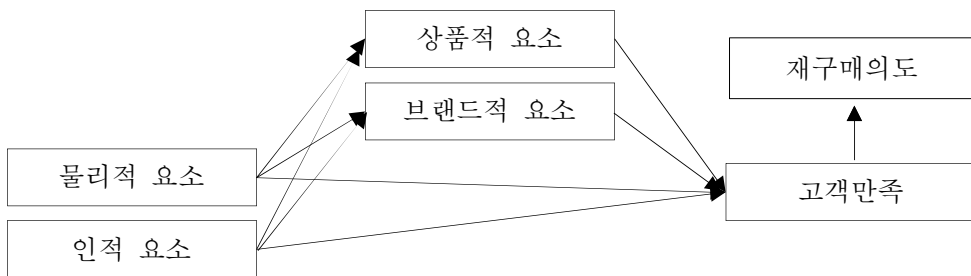 상품적 요소
재구매의도
브랜드적 요소
물리적 요소
고객만족
인적 요소